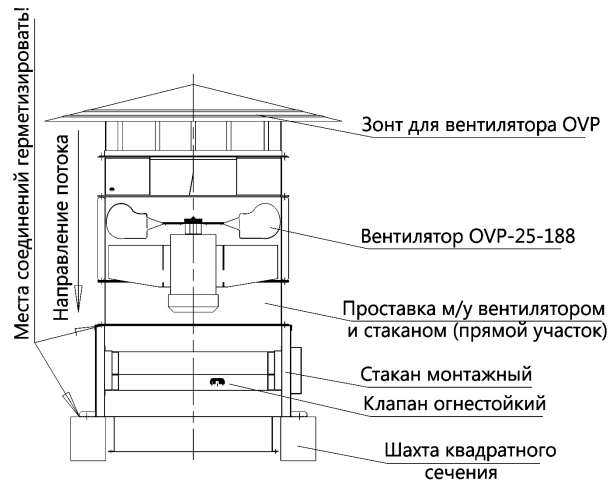 Места соединений герметизировать!
Направление потока
Зонт для вентилятора OVP
Вентилятор OVP-25-188
Проставка м/у вентилятором
и стаканом (прямой участок)
Стакан монтажный
Клапан огнестойкий
Шахта квадратного
сечения